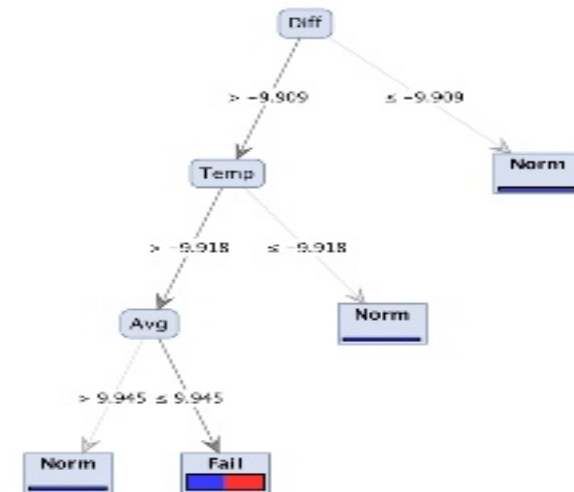 Diff
> -9.909 ≤ -9.909
Norm
Temp
> -9.918 ≤ -9.918
Norm
Avg
> 9.945 ≤ 9.945
Norm Fail